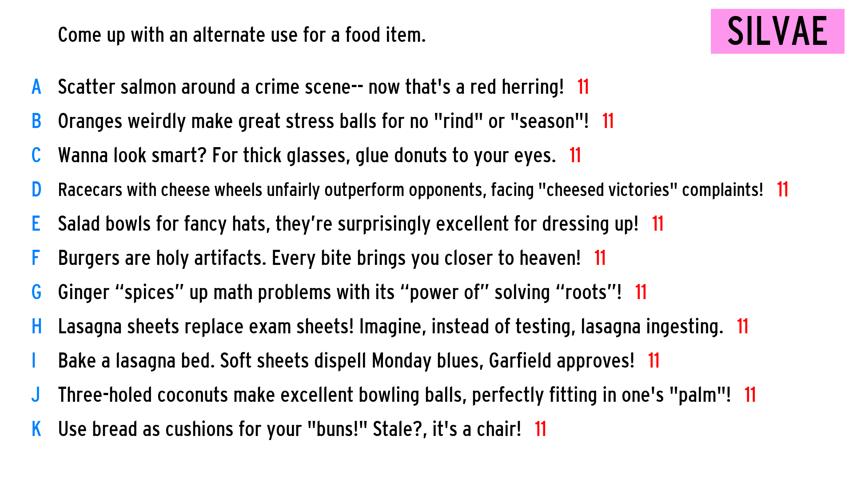 Come up with an alternate use for a food item.
SILVAE
A Scatter salmon around a crime scene-- now that's a red herring! 11
B Oranges weirdly make great stress balls for no "rind" or "season"! 11
C Wanna look smart? For thick glasses, glue donuts to your eyes. 11
D Racecars with cheese wheels unfairly outperform opponents, facing "cheesed victories" complaints! 11
E Salad bowls for fancy hats, they’re surprisingly excellent for dressing up! 11
F Burgers are holy artifacts. Every bite brings you closer to heaven! 11
G Ginger “spices” up math problems with its “power of” solving “roots”! 11
H Lasagna sheets replace exam sheets! Imagine, instead of testing, lasagna ingesting. 11
I Bake a lasagna bed. Soft sheets dispell Monday blues, Garfield approves! 11
J Three-holed coconuts make excellent bowling balls, perfectly fitting in one's "palm"! 11
K Use bread as cushions for your "buns!" Stale?, it's a chair! 11